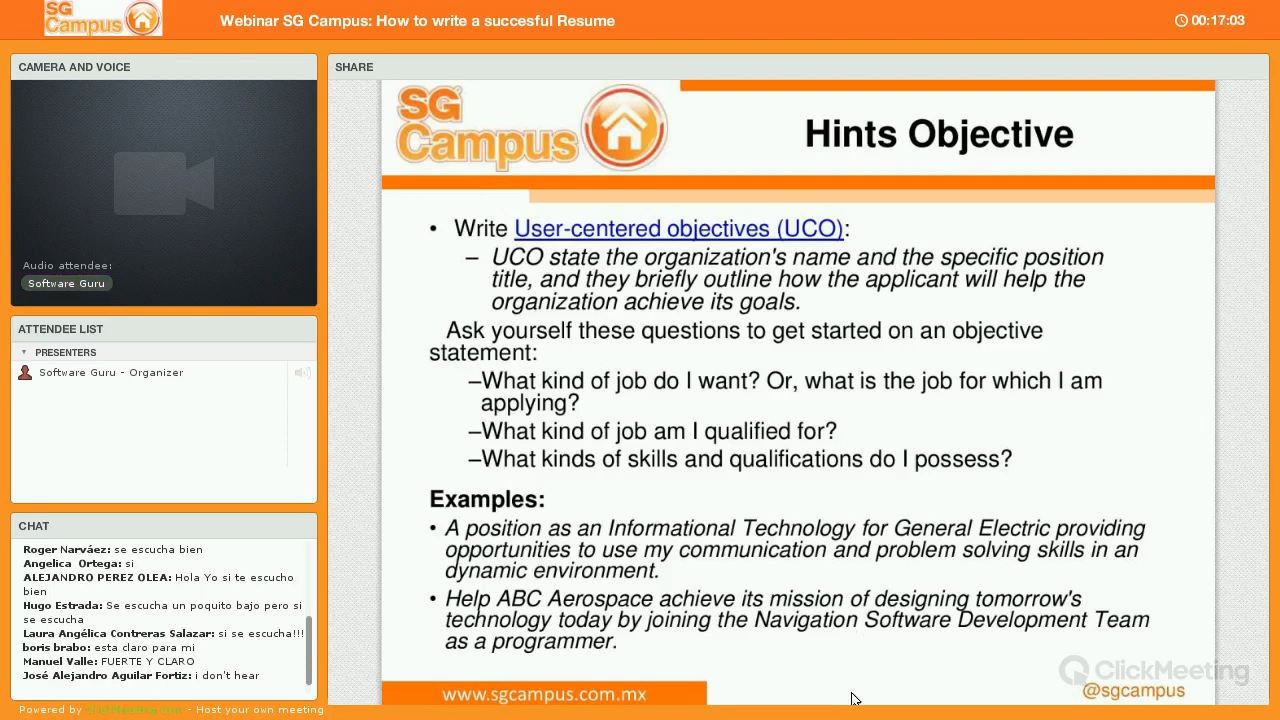 SG Campus
Webinar SG Campus: How to write a succesful Resume
00:17:03
CAMERA AND VOICE
Audio attendee:
Software Guru
ATTENDEE LIST
PRESENTERS
Software Guru - Organizer
CHAT
Roger Narváez: se escucha bien
Angelica Ortega: si
ALEJANDRO PEREZ OLEA: Hola Yo si te escucho
bien
Hugo Estrada: Se escucha un poquito bajo pero si
se escucha
Laura Angélica Contreras Salazar: si se escucha!!!
boris brabo: esta claro para mi
Manuel Valle: FUERTE Y CLARO
José Alejandro Aguilar Fortiz: i don't hear
Powered by ClickMeeting.com - Host your own meeting
SHARE
SG
Campus
Hints Objective
• Write User-centered objectives (UCO):
– UCO state the organization's name and the specific position
title, and they briefly outline how the applicant will help the
organization achieve its goals.
Ask yourself these questions to get started on an objective
statement:
–What kind of job do I want? Or, what is the job for which I am
applying?
–What kind of job am I qualified for?
–What kinds of skills and qualifications do I possess?
Examples:
• A position as an Informational Technology for General Electric providing
opportunities to use my communication and problem solving skills in an
dynamic environment.
• Help ABC Aerospace achieve its mission of designing tomorrow's
technology today by joining the Navigation Software Development Team
as a programmer.
www.sgcampus.com.mx
ClickMeeting
@sgcampus